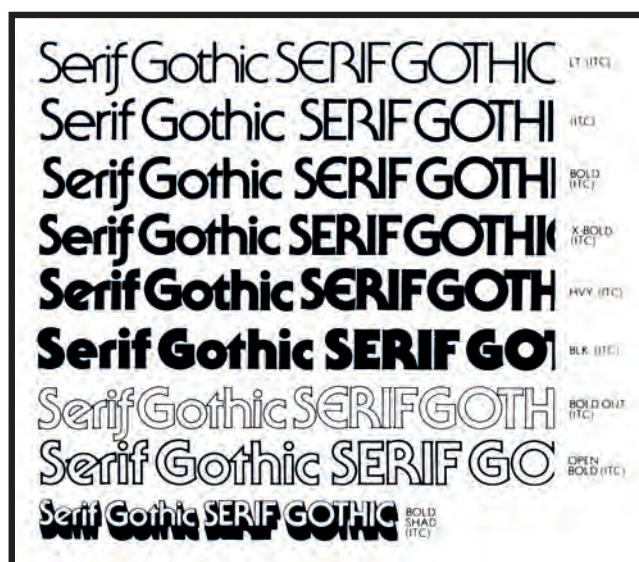 Serif Gothic SERIF GOTHIC LT (ITC)
Serif Gothic SERIF GOTHI (ITC)
Serif Gothic SERIF GOTHI BOLD (ITC)
Serif Gothic SERIF GOTHI( X-BOLD (ITC)
Serif Gothic SERIF GOTH HVY (ITC)
Serif Gothic SERIF GOT BLK (ITC)
Serif Gothic SERIF GOTH BOLD OUT (ITC)
Serif Gothic SERIF GO OPEN BOLD (ITC)
Serif Gothic SERIF GOTHIC BOLD SHAD (ITC)